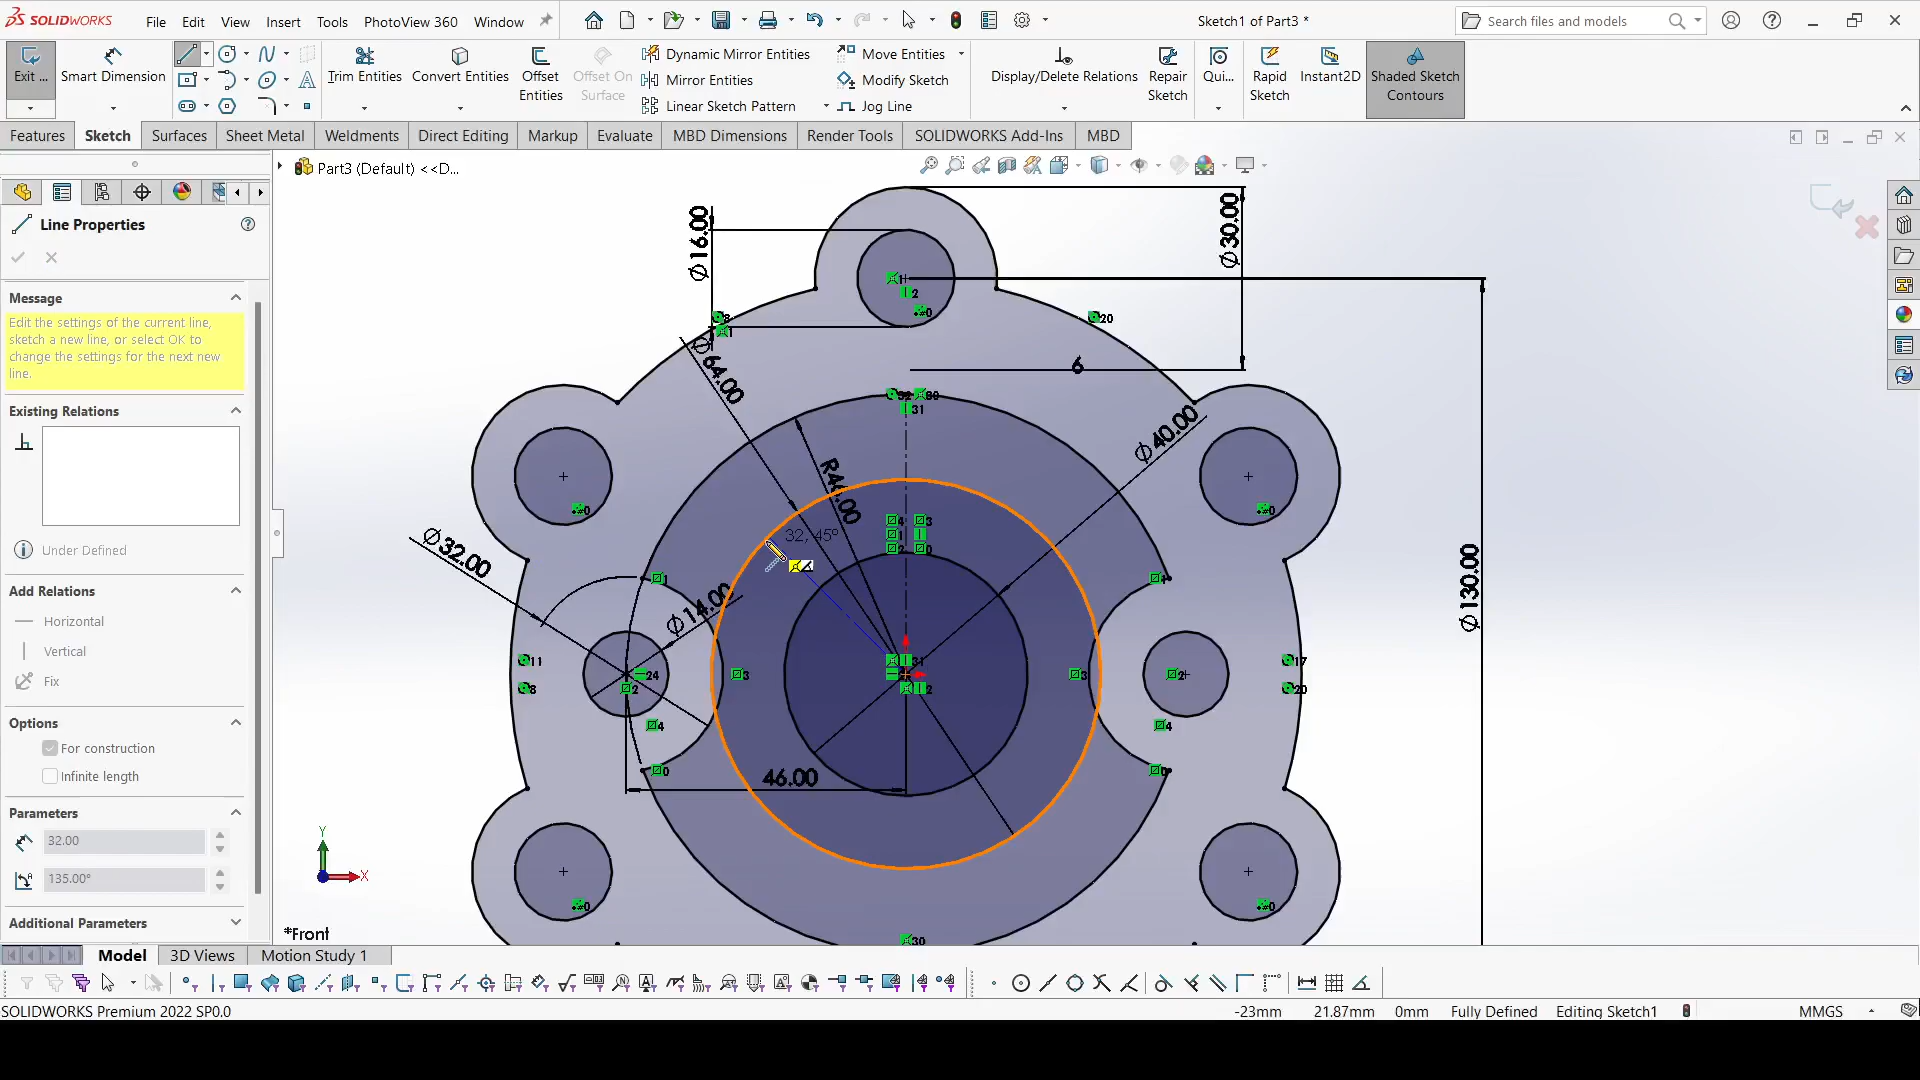 SOLIDWORKS
File
Edit
View
Insert
Tools
PhotoView 360
Window
Sketch1 of Part3 *
Search files and models
Exit ...
Smart Dimension
Trim Entities
Convert Entities
Offset Entities
Offset On Surface
Dynamic Mirror Entities
Mirror Entities
Linear Sketch Pattern
Move Entities
Modify Sketch
Jog Line
Display/Delete Relations
Repair Sketch
Qui...
Rapid Sketch
Instant2D
Shaded Sketch Contours
Features
Sketch
Surfaces
Sheet Metal
Weldments
Direct Editing
Markup
Evaluate
MBD Dimensions
Render Tools
SOLIDWORKS Add-Ins
MBD
Part3 (Default) <<D...
Line Properties
Message
Edit the settings of the current line,
sketch a new line, or select OK to
change the settings for the next new
line.
Existing Relations
Under Defined
Add Relations
Horizontal
Vertical
Fix
Options
For construction
Infinite length
Parameters
32.00
135.00°
Additional Parameters
Ø16.00
Ø30.00
Ø64.00
6
Ø40.00
32, 45°
Ø32.00
Ø14.00
Ø130.00
46.00
Y
X
*Front
Model
3D Views
Motion Study 1
SOLIDWORKS Premium 2022 SP0.0
-23mm
21.87mm
0mm
Fully Defined
Editing Sketch1
MMGS